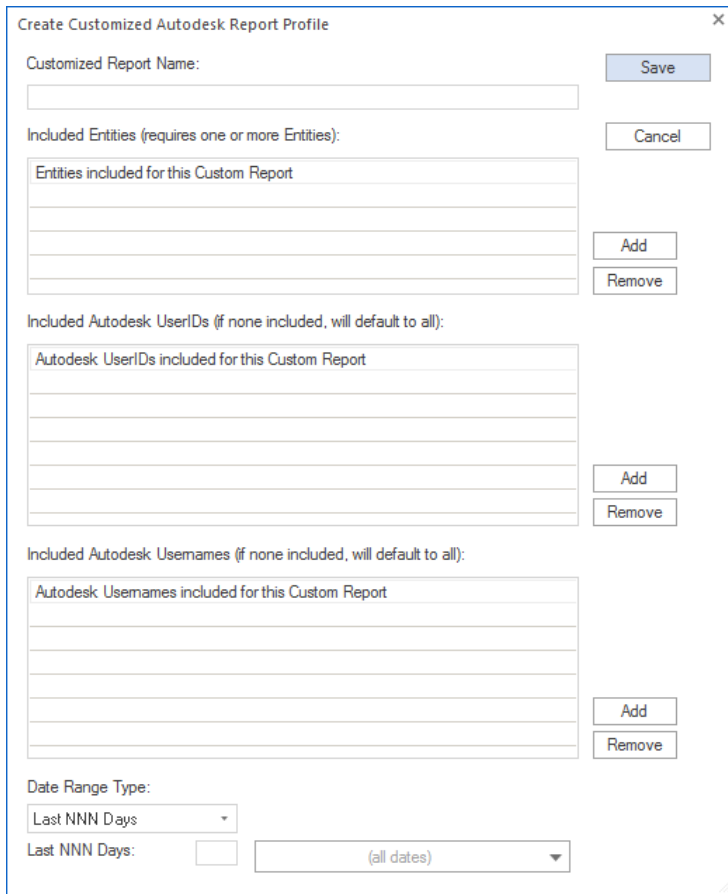 Create Customized Autodesk Report Profile
Customized Report Name:
Save
Included Entities (requires one or more Entities):
Cancel
Entities included for this Custom Report
Add
Remove
Included Autodesk UserIDs (if none included, will default to all):
Autodesk UserIDs included for this Custom Report
Add
Remove
Included Autodesk Usernames (if none included, will default to all):
Autodesk Usernames included for this Custom Report
Add
Remove
Date Range Type:
Last NNN Days
Last NNN Days:
(all dates)